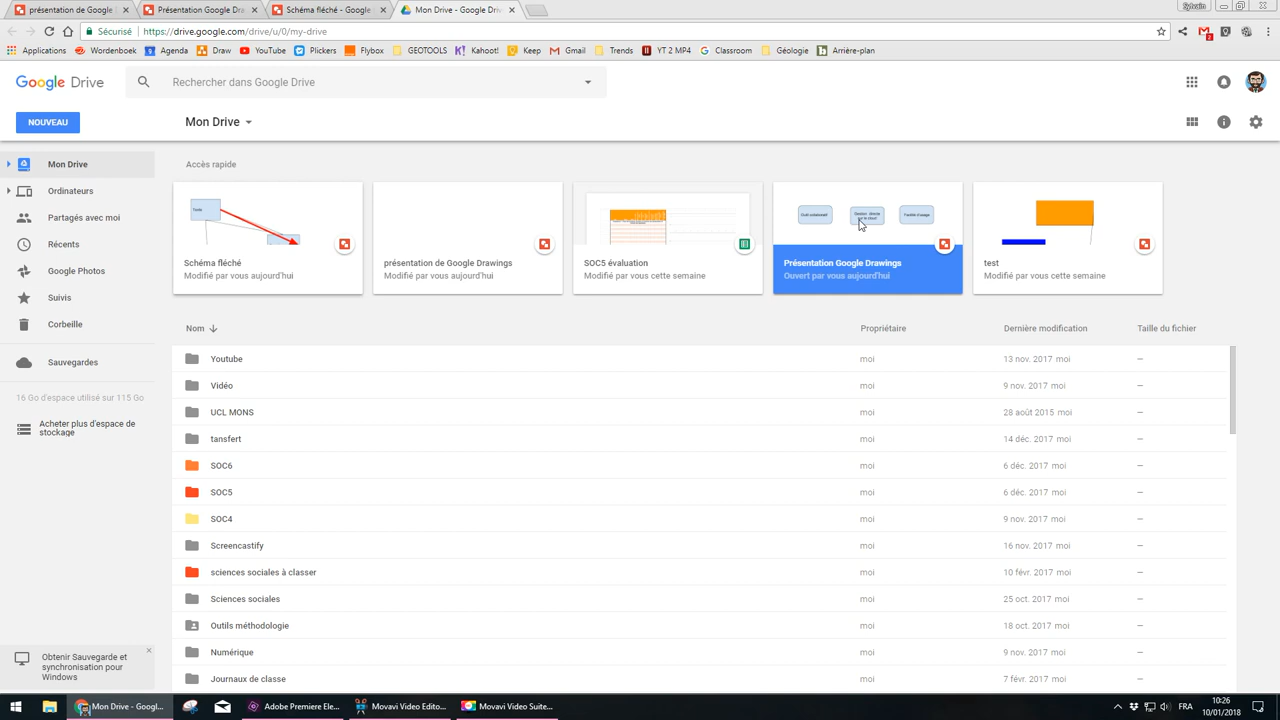 présentation de Google
Présentation Google Dra
Schéma fléché - Google
Mon Drive - Google Driv
Sylvain
Sécurisé https://drive.google.com/drive/u/0/my-drive
Applications Wordenboek Agenda Draw YouTube Plickers Flybox GEOTOOLS Kahoot! Keep Gmail Trends YT 2 MP4 Classroom Géologie Arrière-plan
Google Drive
Rechercher dans Google Drive
NOUVEAU
Mon Drive
Mon Drive
Ordinateurs
Partagés avec moi
Récents
Google Photos
Suivis
Corbeille
Sauvegardes
16 Go d'espace utilisé sur 115 Go
Acheter plus d'espace de
stockage
Obtenir Sauvegarde et
synchronisation pour
Windows
Accès rapide
Schéma fléché
Modifié par vous aujourd'hui
présentation de Google Drawings
Modifié par vous aujourd'hui
SOC5 évaluation
Modifié par vous cette semaine
Présentation Google Drawings
Ouvert par vous aujourd'hui
test
Modifié par vous cette semaine
Nom Propriétaire Dernière modification Taille du fichier
Youtube moi 13 nov. 2017 moi —
Vidéo moi 9 nov. 2017 moi —
UCL MONS moi 28 août 2015 moi —
tansfert moi 14 déc. 2017 moi —
SOC6 moi 6 déc. 2017 moi —
SOC5 moi 6 déc. 2017 moi —
SOC4 moi 9 nov. 2017 moi —
Screencastify moi 16 nov. 2017 moi —
sciences sociales à classer moi 10 févr. 2017 moi —
Sciences sociales moi 25 oct. 2017 moi —
Outils méthodologie moi 18 oct. 2017 moi —
Numérique moi 9 nov. 2017 moi —
Journaux de classe moi 7 févr. 2017 moi —
Mon Drive - Googl...
Adobe Premiere Ele...
Movavi Video Edito...
Movavi Video Suite...
FRA
10:26
10/01/2018